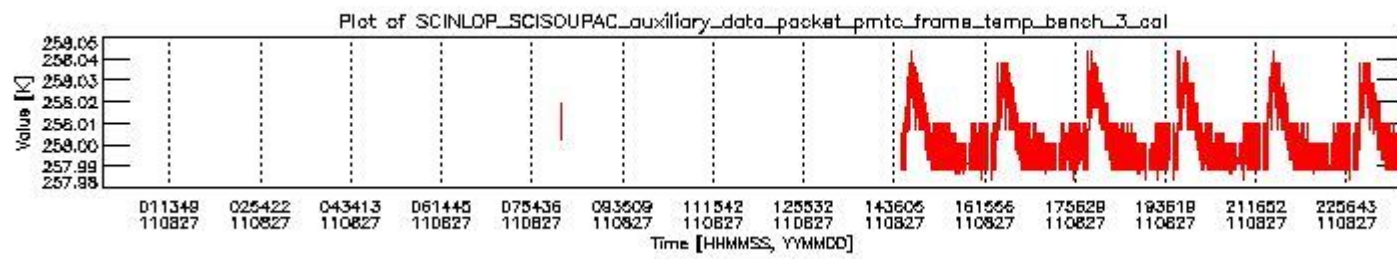 Plot of SCINLOP_SCISOUPAC_auxiliary_data_packet_pmtc_frame_temp_bench_3_cal
Value [K]
258.05
258.04
258.03
258.02
258.01
258.00
257.99
257.98
011349 025422 043413 061445 075436 093509 111542 125532 143605 161556 175629 193619 211652 225643
110827 110827 110827 110827 110827 110827 110827 110827 110827 110827 110827 110827 110827 110827
Time [HHMMSS, YYMMDD]